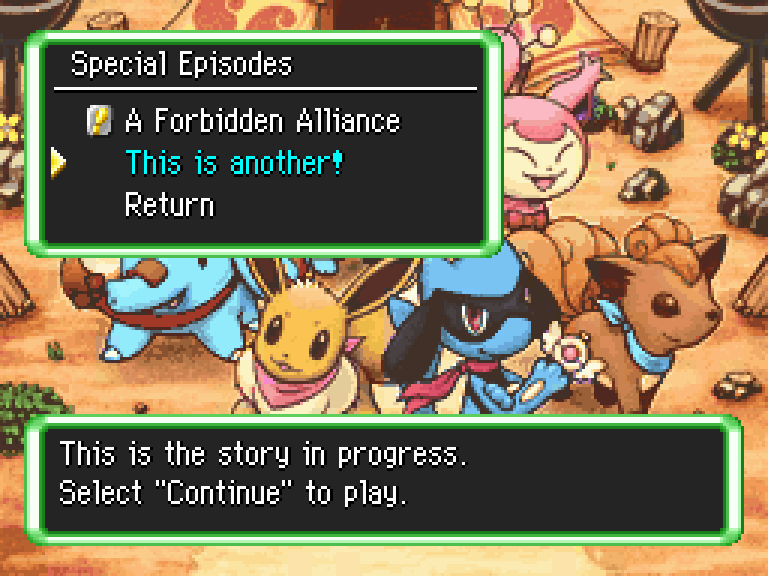 Special Episodes
A Forbidden Alliance
This is another!
Return
This is the story in progress.
Select "Continue" to play.